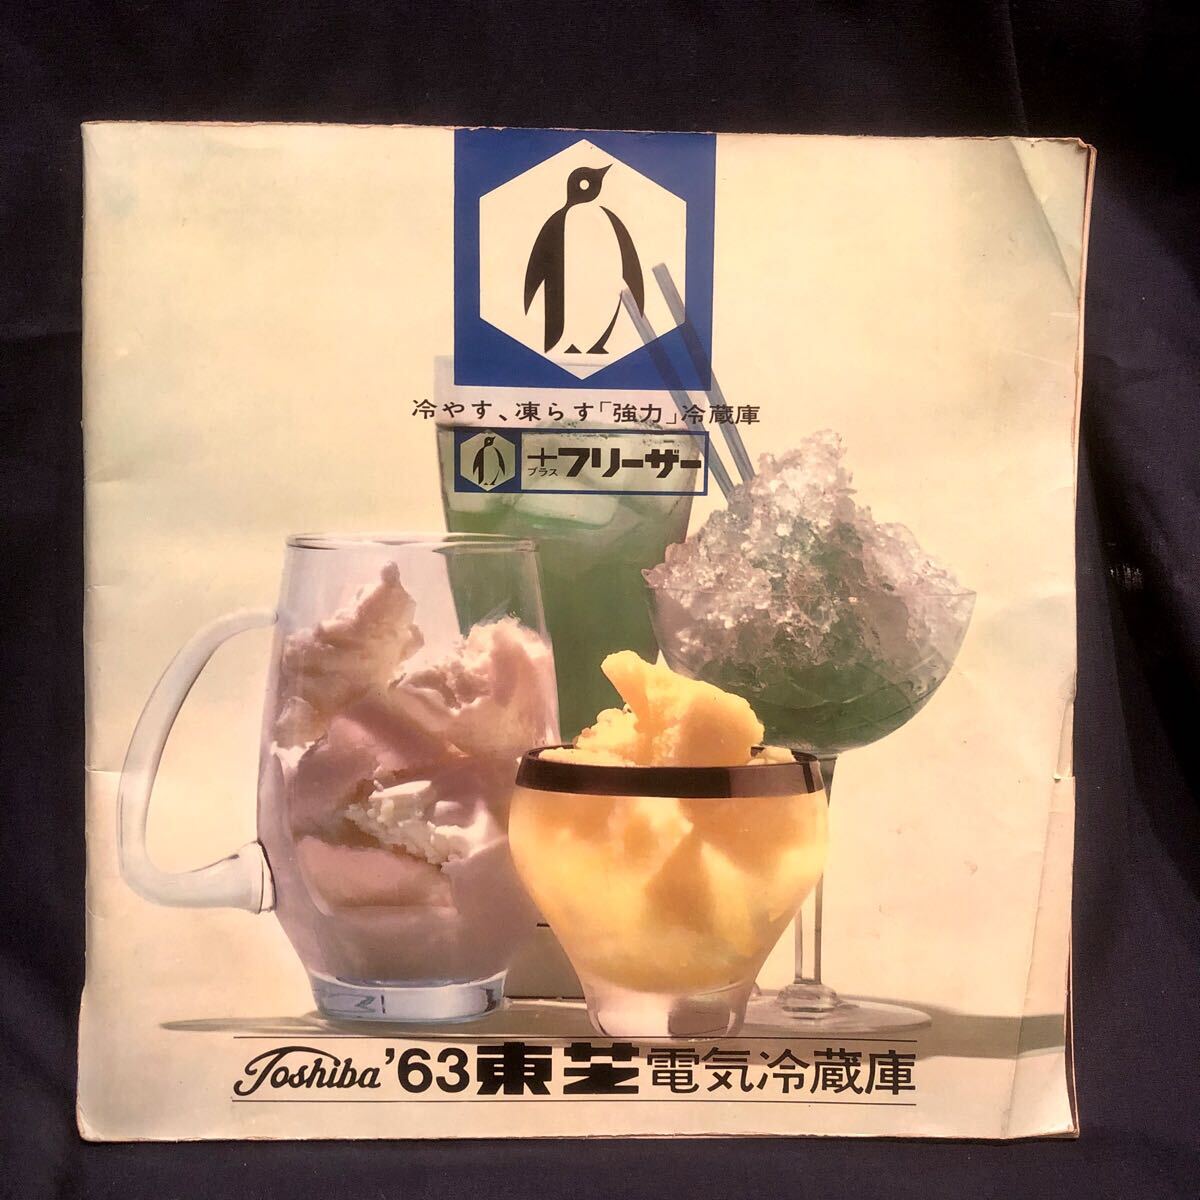 冷やす、凍らす「強力」冷蔵庫
+フリーザー
プラス
Toshiba '63 東芝電気冷蔵庫